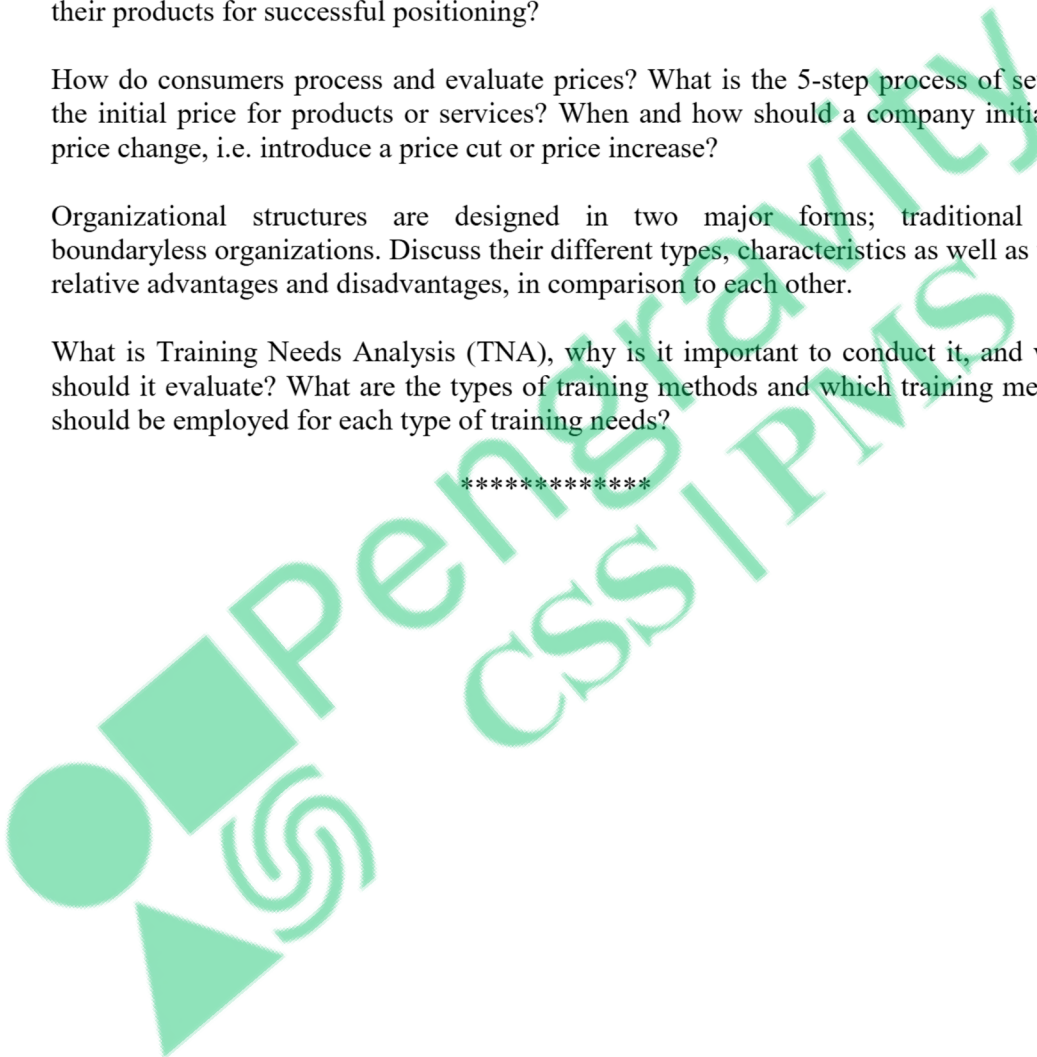 their products for successful positioning?
How do consumers process and evaluate prices? What is the 5-step process of se
the initial price for products or services? When and how should a company initia
price change, i.e. introduce a price cut or price increase?
Organizational structures are designed in two major forms; traditional
boundaryless organizations. Discuss their different types, characteristics as well as
relative advantages and disadvantages, in comparison to each other.
What is Training Needs Analysis (TNA), why is it important to conduct it, and
should it evaluate? What are the types of training methods and which training me
should be employed for each type of training needs?
*************
Pengravity
CSS | PMS